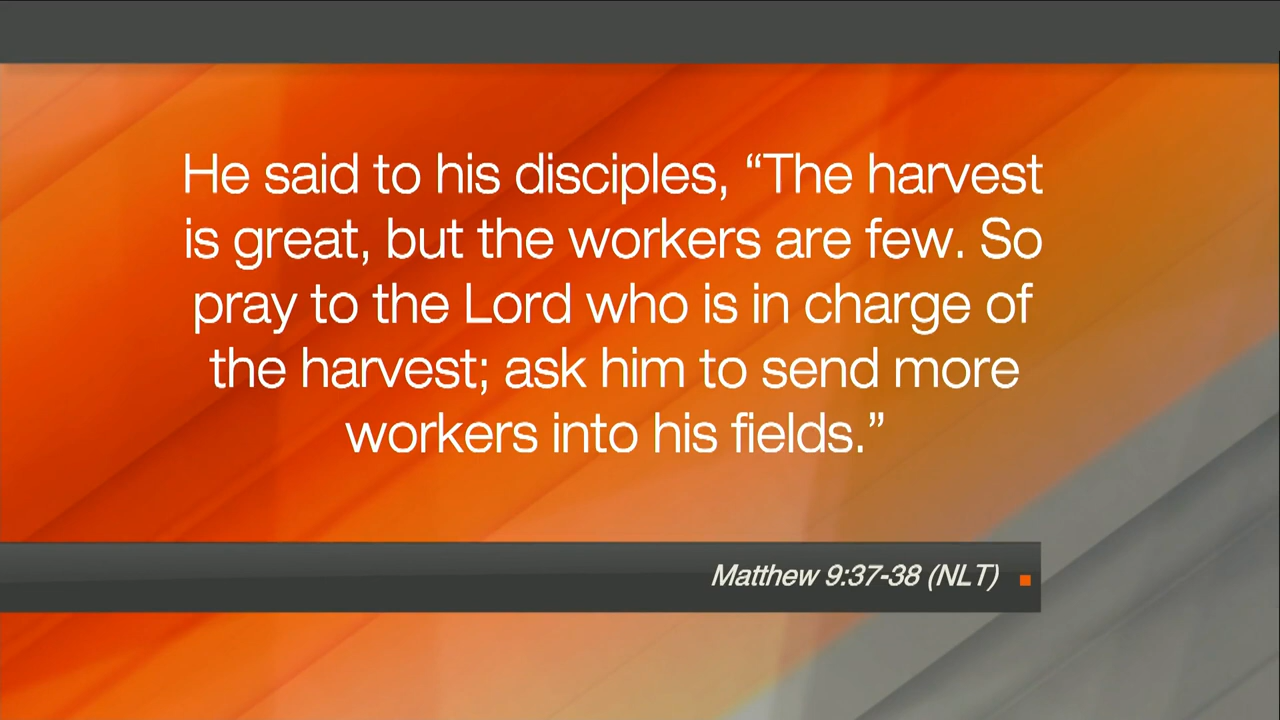 He said to his disciples, “The harvest
is great, but the workers are few. So
pray to the Lord who is in charge of
the harvest; ask him to send more
workers into his fields.”
Matthew 9:37-38 (NLT)